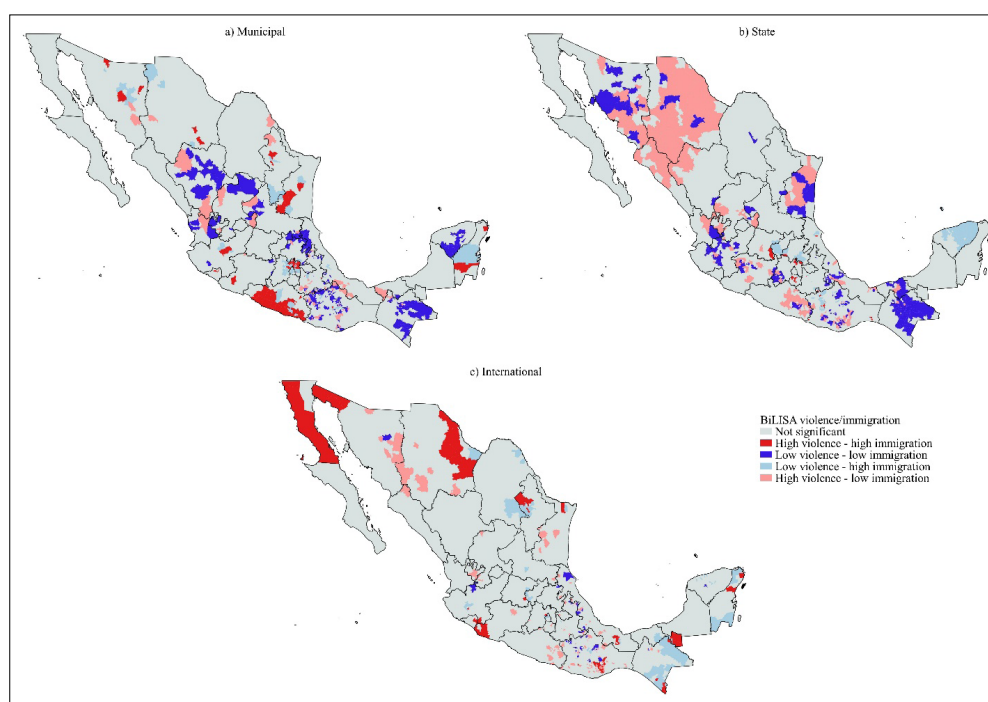 a) Municipal
b) State
c) International
BiLISA violence/immigration
Not significant
High violence - high immigration
Low violence - low immigration
Low violence - high immigration
High violence - low immigration